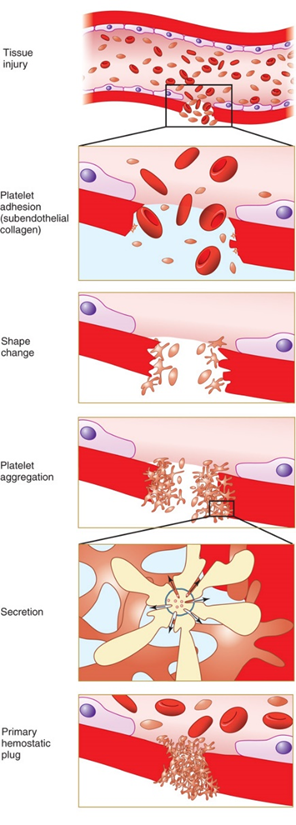 Tissue
injury
Platelet
adhesion
(subendothelial
collagen)
Shape
change
Platelet
aggregation
Secretion
Primary
hemostatic
plug